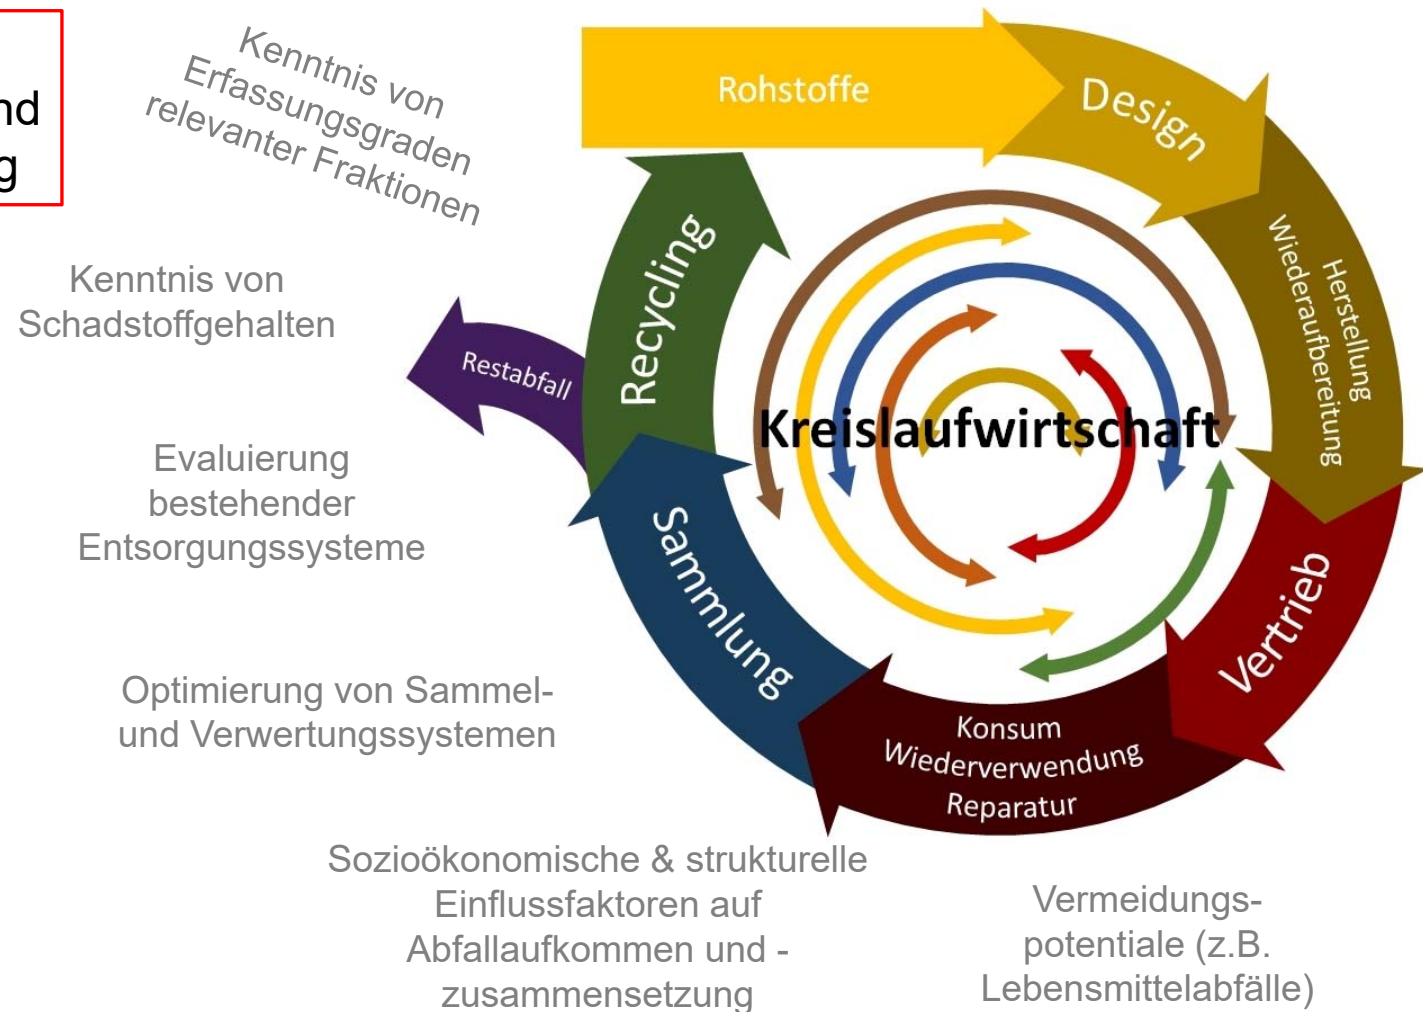 Kenntnis von
Erfassungsgraden
relevanter Fraktionen
Kenntnis von
Schadstoffgehalten
Evaluierung
bestehender
Entsorgungssysteme
Optimierung von Sammel-
und Verwertungssystemen
Sozioökonomische & strukturelle
Einflussfaktoren auf
Abfallaufkommen und -
zusammensetzung
Vermeidungs-
potentiale (z.B.
Lebensmittelabfälle)
Rohstoffe
Design
Herstellung
Wiederaufbereitung
Vertrieb
Konsum
Wiederverwendung
Reparatur
Sammlung
Recycling
Restabfall
Kreislaufwirtschaft